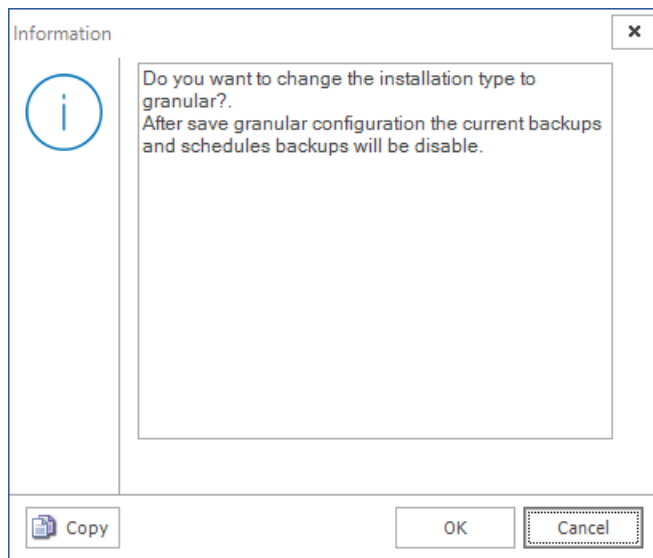 Information
Do you want to change the installation type to
granular?.
After save granular configuration the current backups
and schedules backups will be disable.
Copy
OK
Cancel